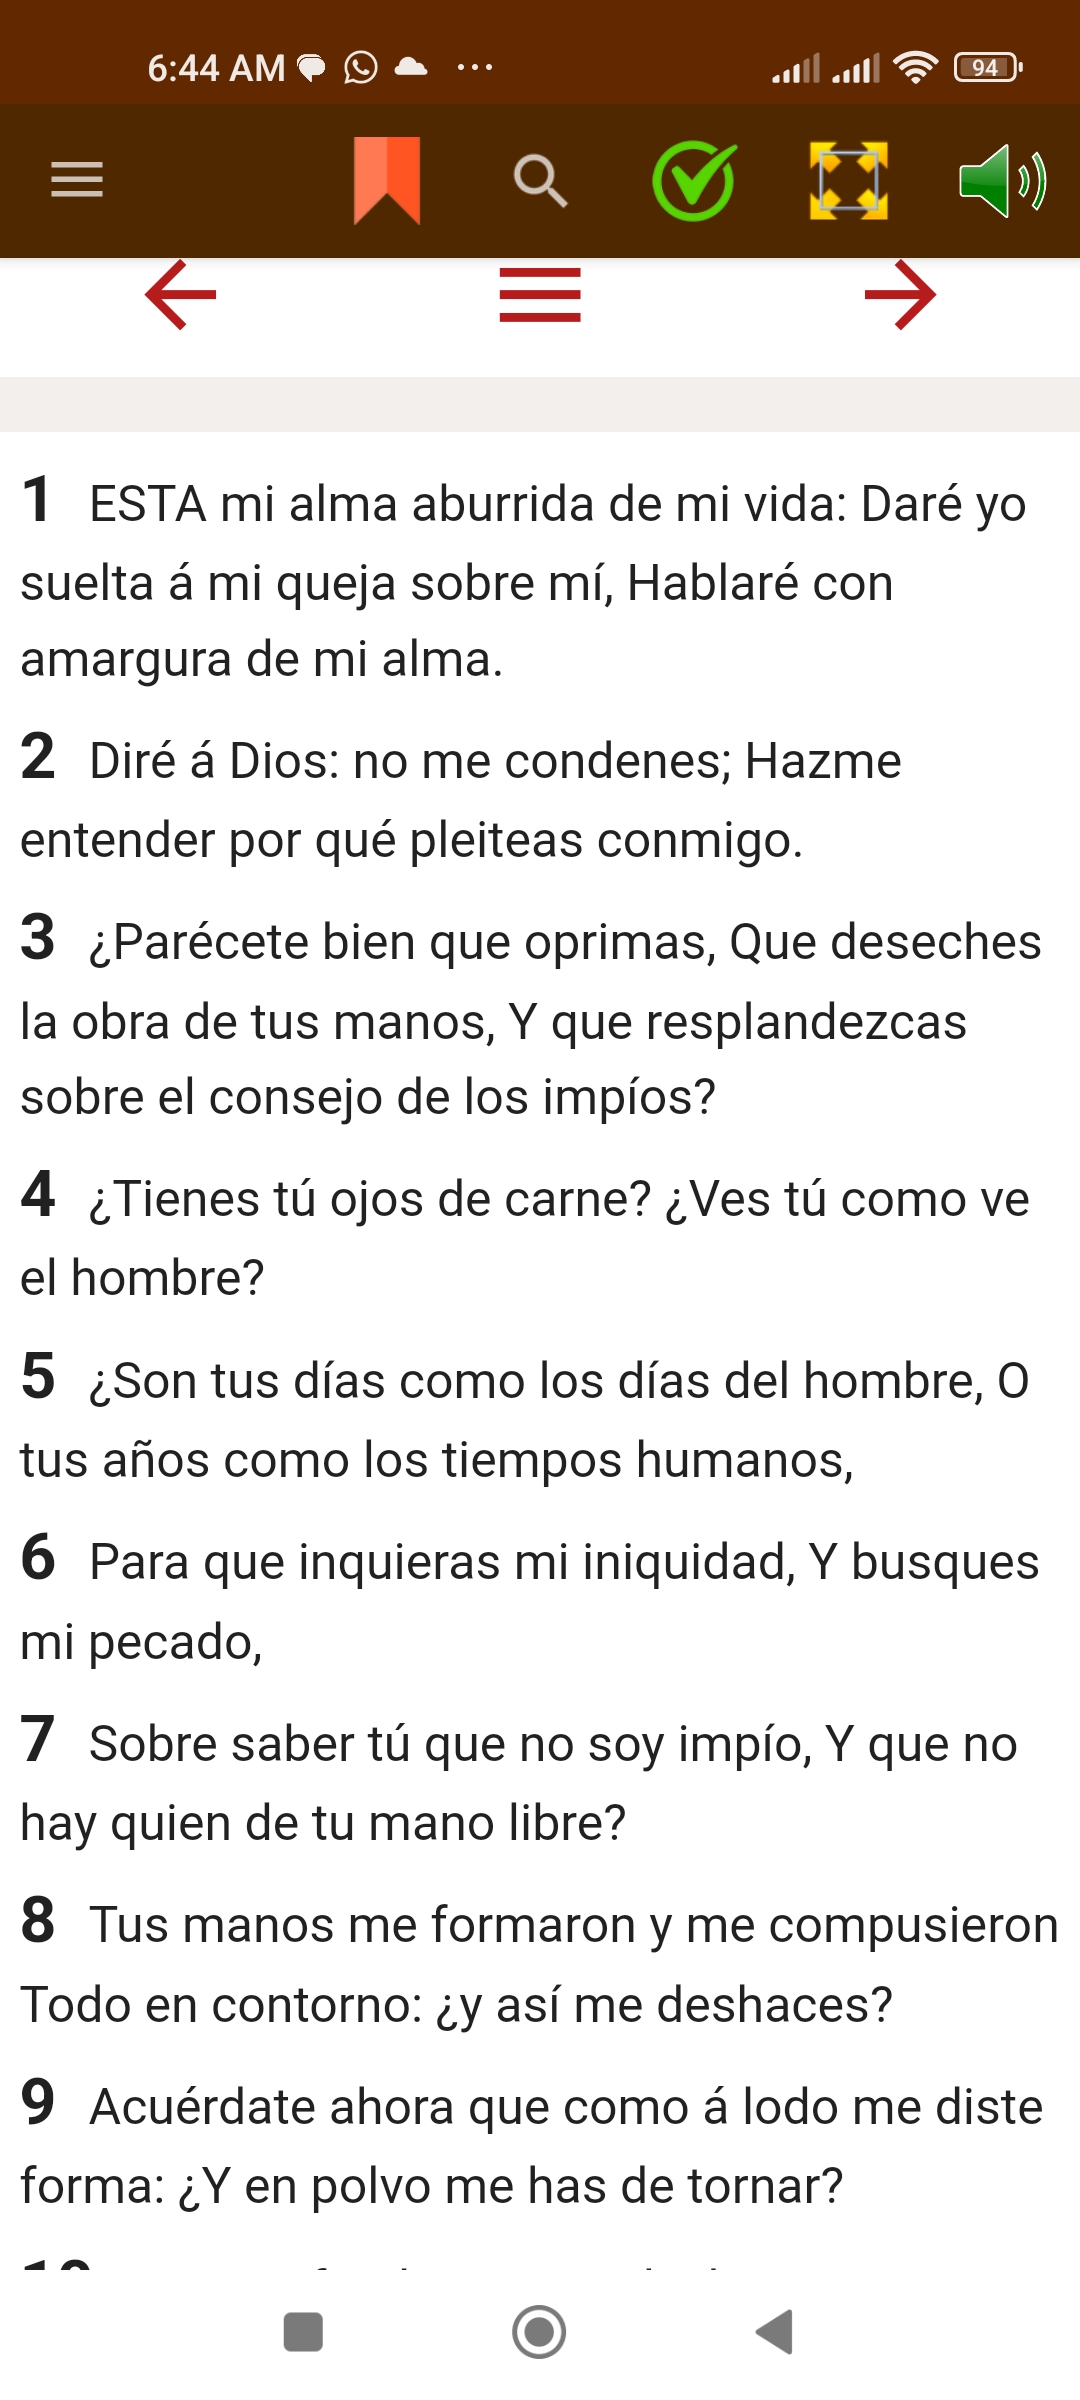 6:44 AM
94
1 ESTA mi alma aburrida de mi vida: Daré yo
suelta á mi queja sobre mí, Hablaré con
amargura de mi alma.
2 Diré á Dios: no me condenes; Hazme
entender por qué pleiteas conmigo.
3 ¿Parécete bien que oprimas, Que deseches
la obra de tus manos, Y que resplandezcas
sobre el consejo de los impíos?
4 ¿Tienes tú ojos de carne? ¿Ves tú como ve
el hombre?
5 ¿Son tus días como los días del hombre, O
tus años como los tiempos humanos,
6 Para que inquieras mi iniquidad, Y busques
mi pecado,
7 Sobre saber tú que no soy impío, Y que no
hay quien de tu mano libre?
8 Tus manos me formaron y me compusieron
Todo en contorno: ¿y así me deshaces?
9 Acuérdate ahora que como á lodo me diste
forma: ¿Y en polvo me has de tornar?